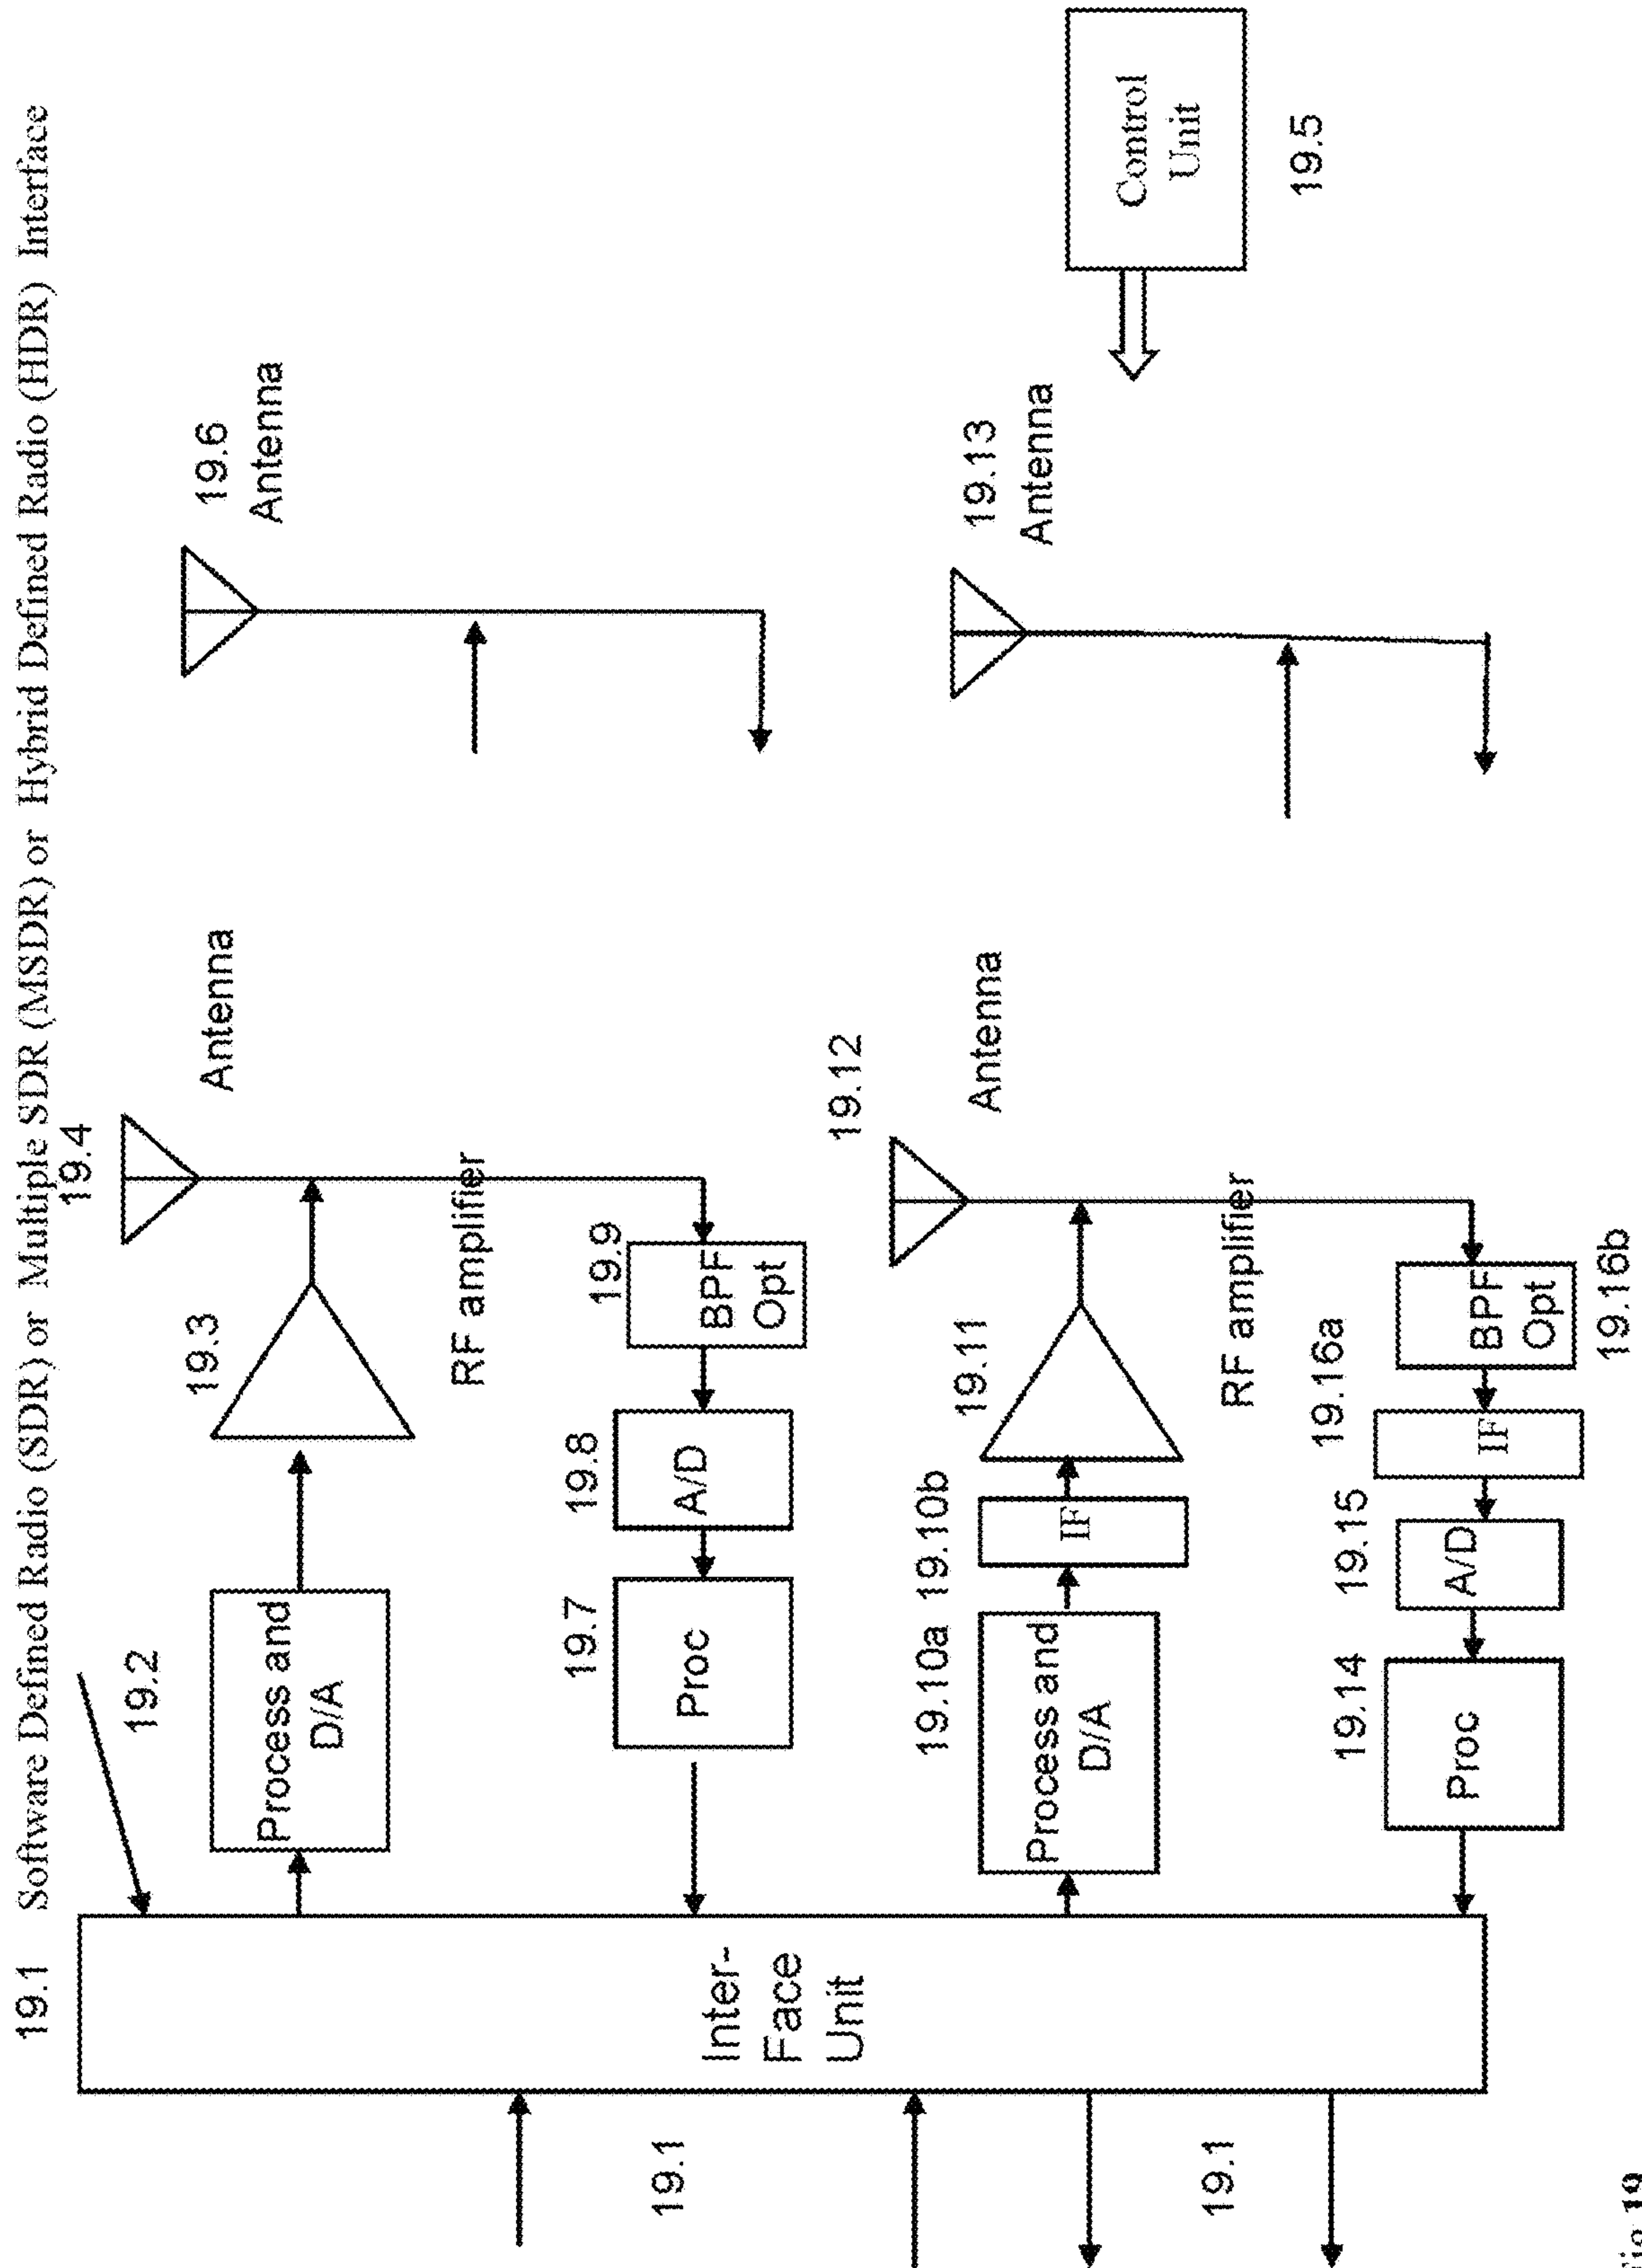 19.1 Software Defined Radio (SDR) or Multiple SDR (MSDR) or Hybrid Defined Radio (HDR) Interface
19.4
Antenna
19.6
Antenna
19.2
19.3
Process and
D/A
RF amplifier
19.9
BPF
Opt
19.8
A/D
19.7
Proc
Inter-
Face
Unit
19.1
19.1
19.12
Antenna
19.13
Antenna
Control
Unit
19.5
19.10a
19.10b
19.11
Process and
D/A
IF
RF amplifier
19.14
19.15
19.16a
Proc
A/D
IF
BPF
Opt
19.16b
19